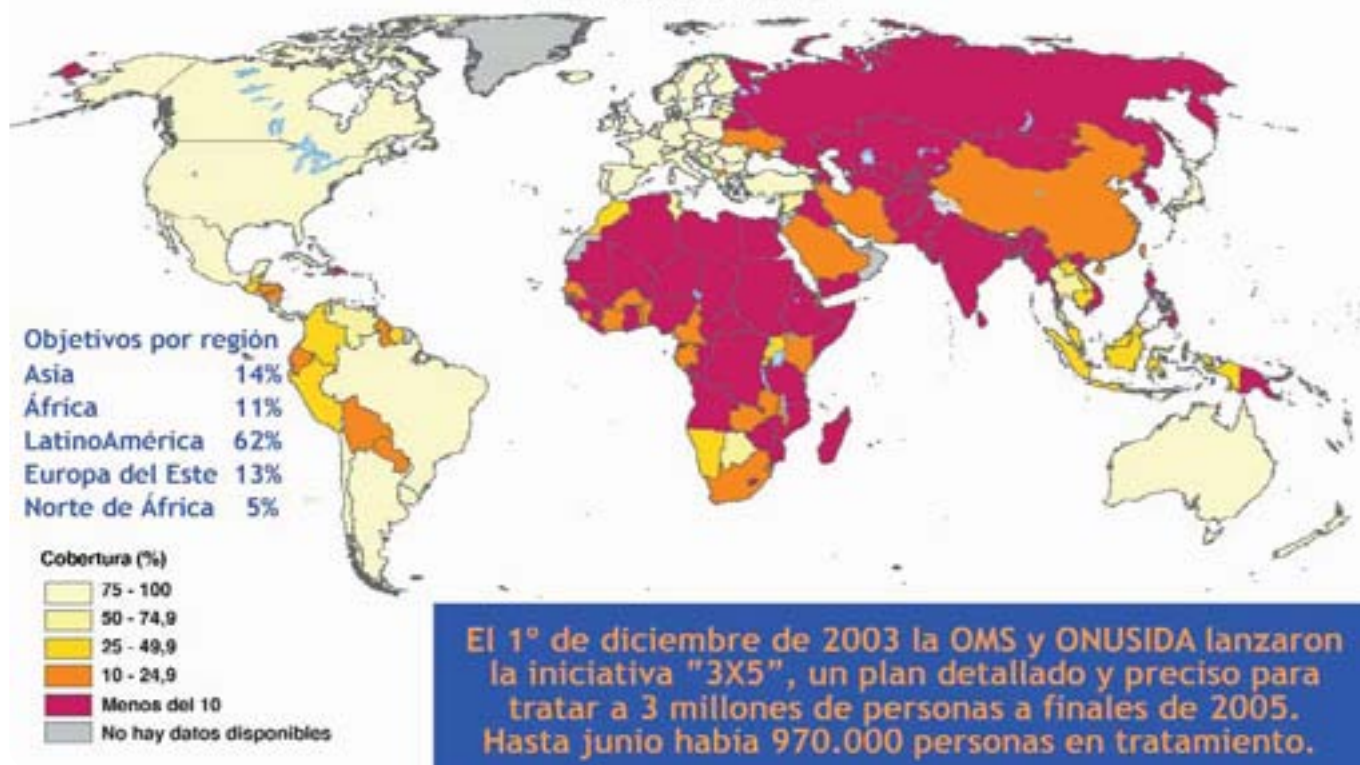 Objetivos por región
Asia 14%
África 11%
LatinoAmérica 62%
Europa del Este 13%
Norte de África 5%
Cobertura (%)
75 - 100
50 - 74,9
25 - 49,9
10 - 24,9
Menos del 10
No hay datos disponibles
El 1º de diciembre de 2003 la OMS y ONUSIDA lanzaron
la iniciativa "3X5", un plan detallado y preciso para
tratar a 3 millones de personas a finales de 2005.
Hasta junio había 970.000 personas en tratamiento.